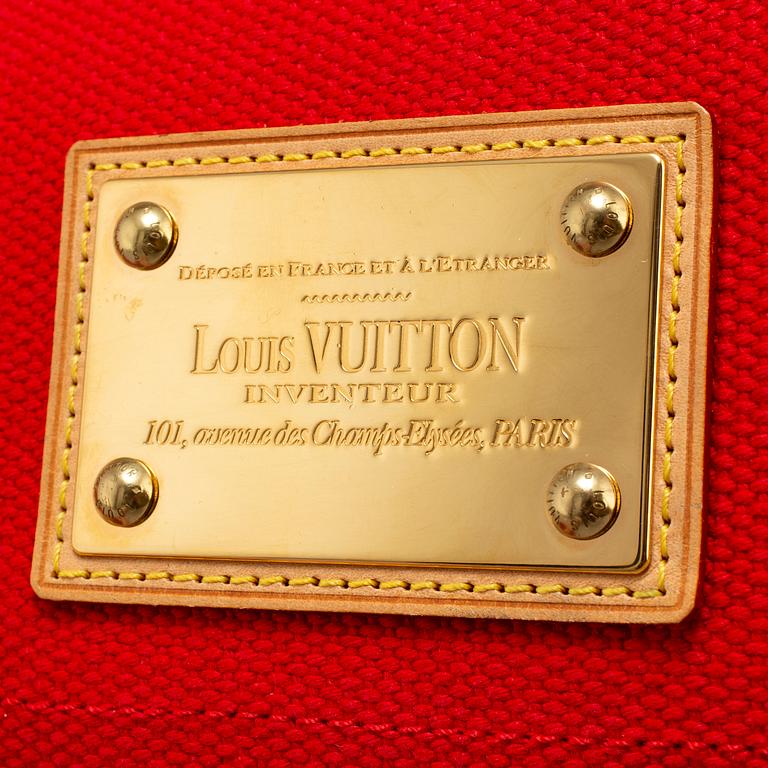 DÉPOSÉ EN FRANCE ET À L'ETRANGER
LOUIS VUITTON
INVENTEUR
101, avenue des Champs-Elysées, PARIS